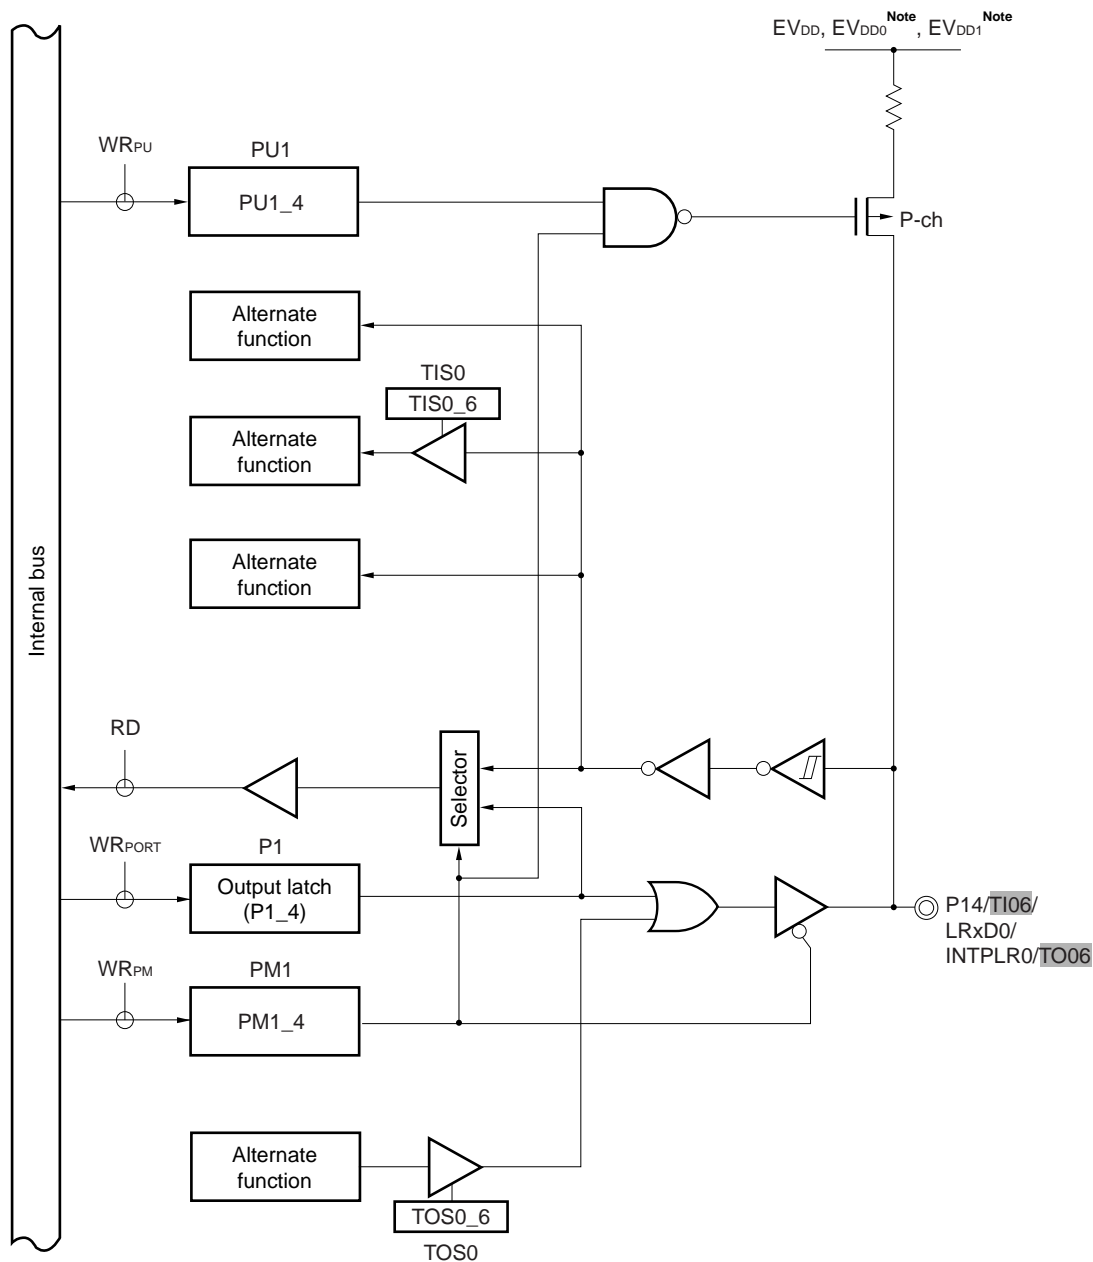 EVDD, EVDD0Note, EVDD1Note
WRPU
PU1
PU1_4
P-ch
Alternate
function
TIS0
TIS0_6
Alternate
function
Alternate
function
Internal bus
RD
Selector
WRPORT
P1
Output latch
(P1_4)
P14/TI06/
LRxD0/
INTPLR0/TO06
WRPM
PM1
PM1_4
Alternate
function
TOS0_6
TOS0